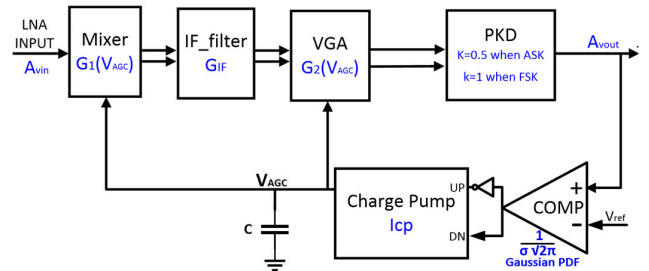 LNA
INPUT
Avin
Mixer
G1(VAGC)
IF_filter
GIF
VGA
G2(VAGC)
PKD
K=0.5 when ASK
k=1 when FSK
Avout
VAGC
C
Charge Pump
Icp
UP
DN
+
COMP
-
Vref
1
σ √2π
Gaussian PDF